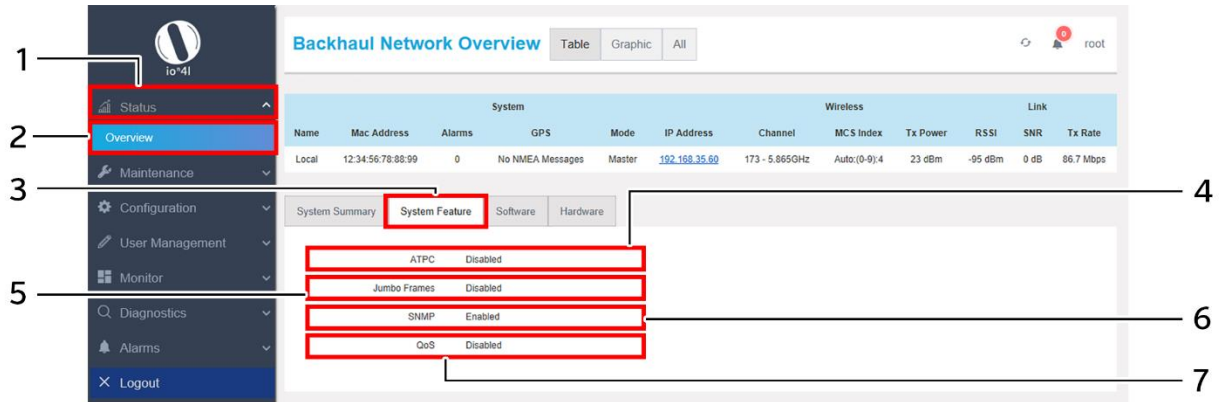 io°4l
Backhaul Network Overview Table Graphic All 0 root
1
Status
2
Overview
System Wireless Link
Name Mac Address Alarms GPS Mode IP Address Channel MCS Index Tx Power RSSI SNR Tx Rate
Local 12:34:56:78:88:99 0 No NMEA Messages Master 192.168.35.60 173 - 5.865GHz Auto:(0-9):4 23 dBm -95 dBm 0 dB 86.7 Mbps
Maintenance
3
4
Configuration
System Summary System Feature Software Hardware
User Management
ATPC Disabled
Monitor
5
Jumbo Frames Disabled
Diagnostics
SNMP Enabled
6
Alarms
QoS Disabled
7
Logout